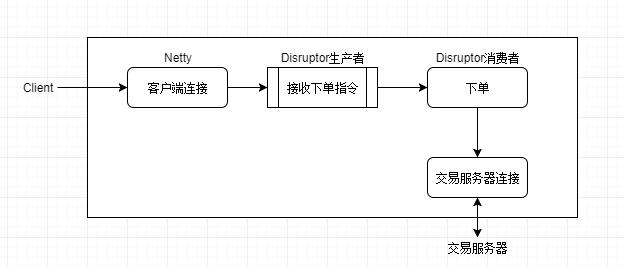 Netty
Disruptor生产者
Disruptor消费者
Client
客户端连接
接收下单指令
下单
交易服务器连接
交易服务器